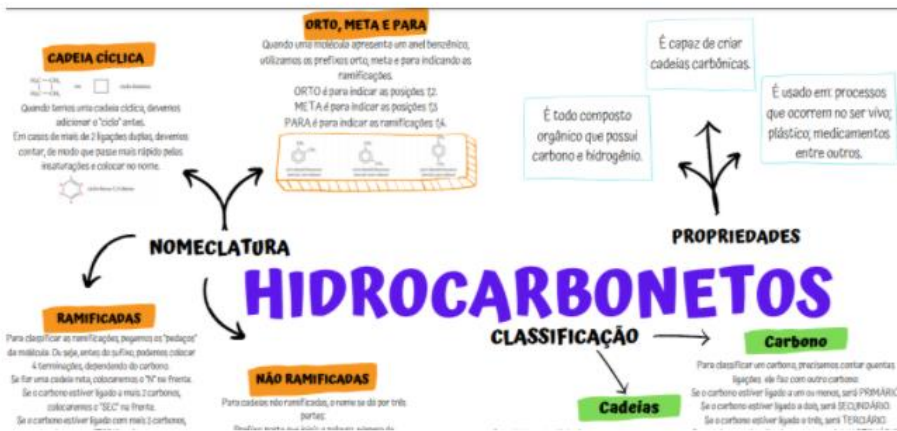 ORTO, META E PARA
Quando uma molécula apresenta um anel benzênico,
utilizamos os prefixos orto, meta e para indicando as
ramificações.
ORTO é para indicar as posições 1,2.
META é para indicar as posições 1,3
PARA é para indicar as ramificações 1,4.
CADEIA CÍCLICA
ou
Quando temos uma cadeia cíclica, devemos
adicionar o "ciclo" antes.
Em casos de mais de 2 ligações duplas, devemos
contar, de modo que passe mais rápido pelas
insaturações e colocar no nome.
É capaz de criar
cadeias carbônicas.
É todo composto
orgânico que possui
carbono e hidrogênio.
É usado em: processos
que ocorrem no ser vivo;
plástico; medicamentos
entre outros.
NOMECLATURA
PROPRIEDADES
HIDROCARBONETOS
CLASSIFICAÇÃO
RAMIFICADAS
Para classificar as ramificações, pegamos os "pedaços"
da molécula. Ou seja, antes do sufixo, podemos colocar
4 terminações, dependendo do carbono.
Se for uma cadeia reta, colocaremos o "N" na frente.
Se o carbono estiver ligado a mais 2 carbonos,
colocaremos o "SEC" na frente.
Se o carbono estiver ligado com mais 3 carbonos,
NÃO RAMIFICADAS
Para cadeias não ramificadas, o nome se dá por três
partes:
Cadeias
Carbono
Para classificar um carbono, precisamos contar quantas
ligações ele faz com outro carbono:
Se o carbono estiver ligado a um ou menos, será PRIMÁRIO
Se o carbono estiver ligado a dois, será SECUNDÁRIO.
Se o carbono estiver ligado a três, será TERCIÁRIO.